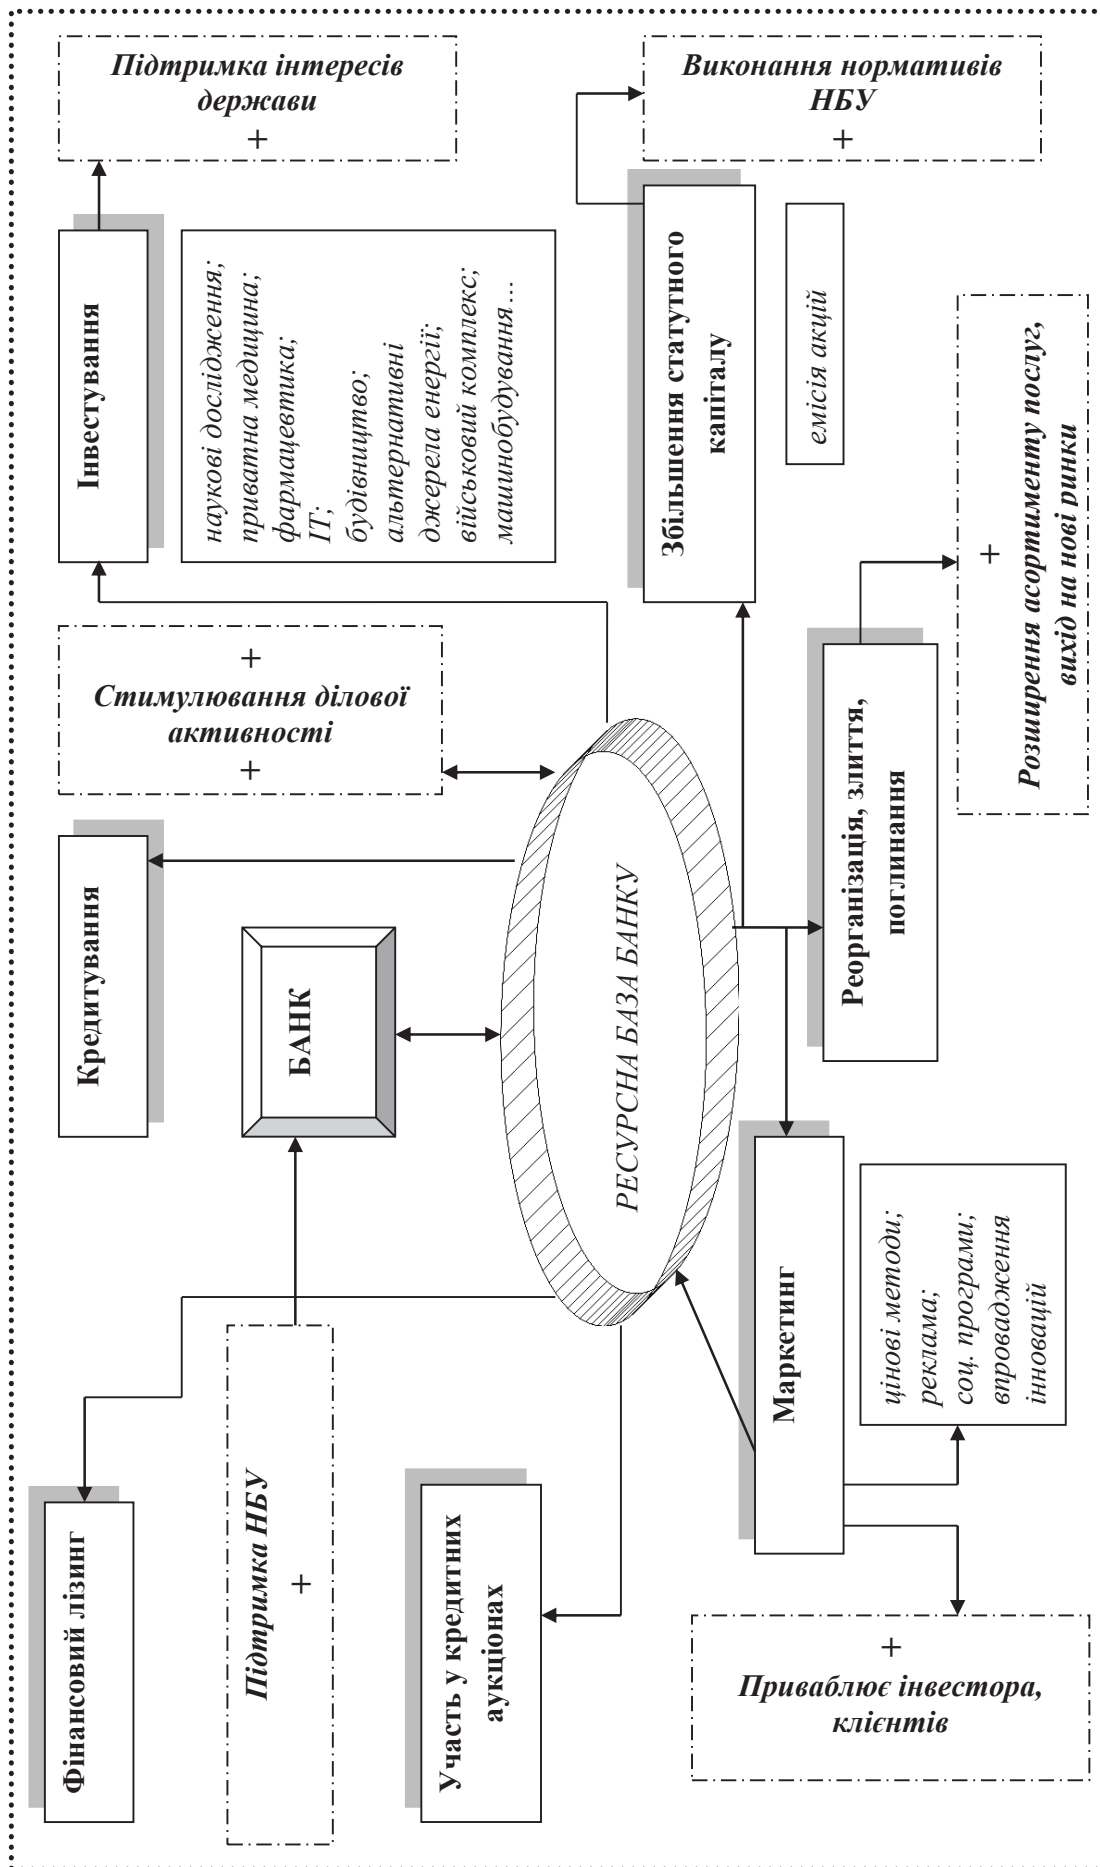 Підтримка інтересів
держави
+
Виконання нормативів
НБУ
+
Інвестування
наукові дослідження;
приватна медицина;
фармацевтика;
ІТ;
будівництво;
альтернативні
джерела енергії;
військовий комплекс;
машинобудування…
Збільшення статутного
капіталу
емісія акцій
+
Стимулювання ділової
активності
+
+
Розширення асортименту послуг,
вихід на нові ринки
Кредитування
БАНК
РЕСУРСНА БАЗА БАНКУ
Реорганізація, злиття,
поглинання
Фінансовий лізинг
Підтримка НБУ
+
Участь у кредитних
аукціонах
Маркетинг
цінові методи;
реклама;
соц. програми;
впровадження
інновацій
+
Приваблює інвестора,
клієнтів